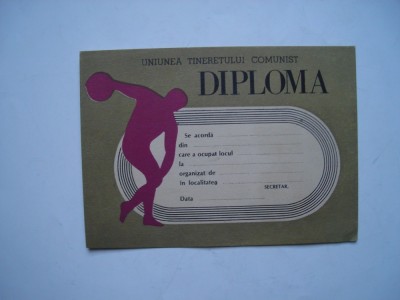 UNIUNEA TINERETULUI COMUNIST
DIPLOMA
Se acordă
din
care a ocupat locul
la
organizat de
în localitatea
SECRETAR,
Data